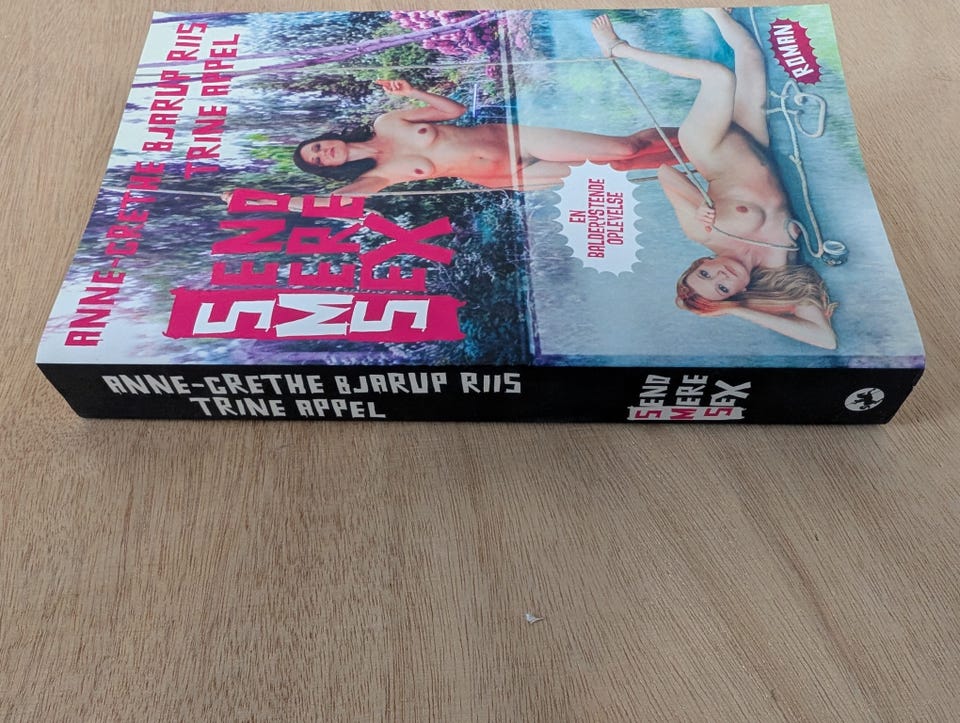 ANNE-GRETHE BJARUP RIIS
TRINE APPEL
SEND
MERE
SEX
EN
BALDERYSTENDE
OPLEVELSE
ROMAN
ANNE-GRETHE BJARUP RIIS
TRINE APPEL
SEND
MERE
SEX